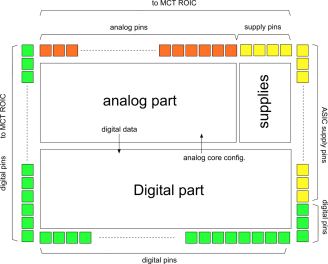 to MCT ROIC
analog pins
supply pins
to MCT ROIC
digital pins
analog part
supplies
ASIC supply pins
digital data
analog core config.
Digital part
digital pins
digital pins